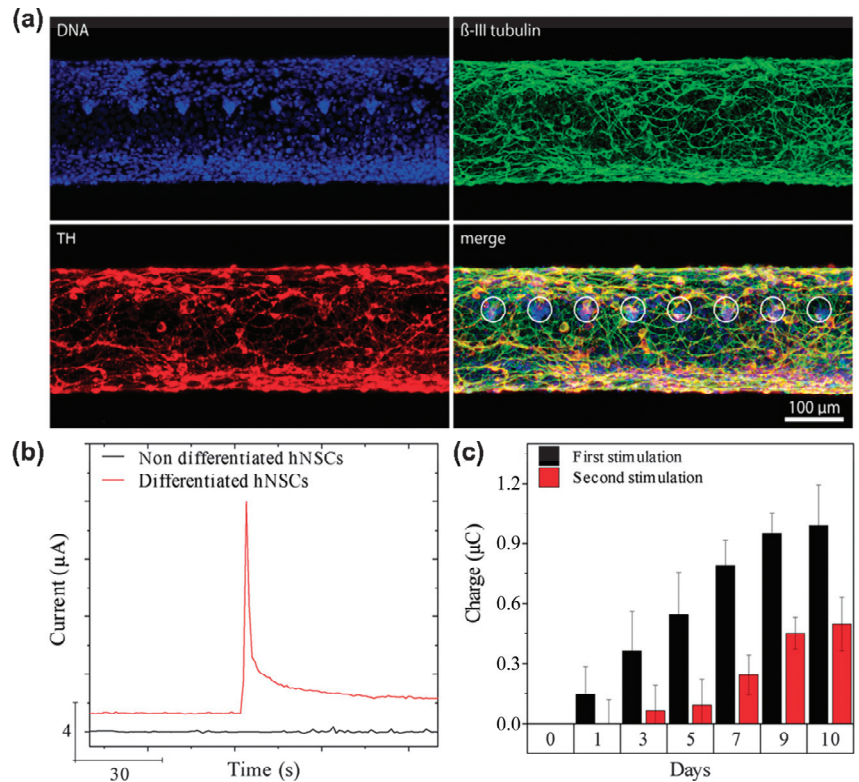 (a)
DNA
ß-III tubulin
TH
merge
100 µm
(b)
Non differentiated hNSCs
Differentiated hNSCs
Current (µA)
4
30
Time (s)
(c)
First stimulation
Second stimulation
Charge (µC)
1.2
0.9
0.6
0.3
0.0
0 1 3 5 7 9 10
Days